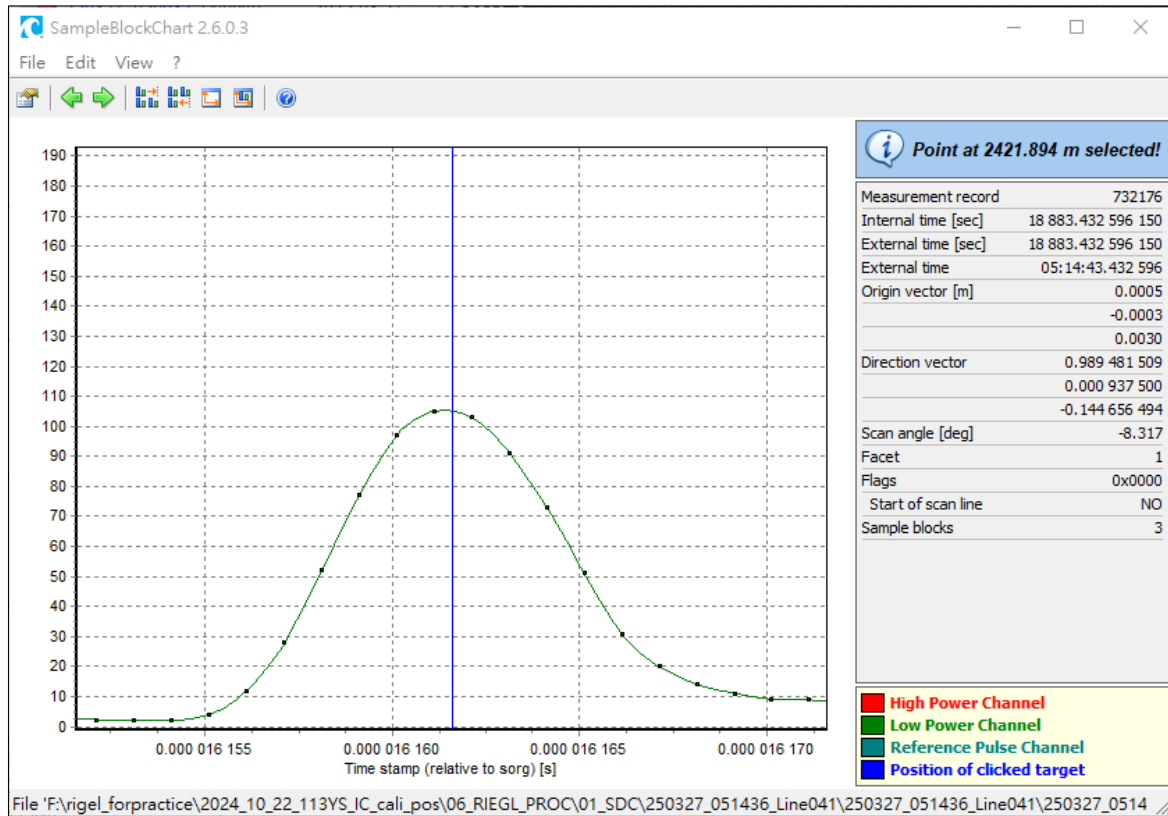 SampleBlockChart 2.6.0.3
File Edit View ?
Point at 2421.894 m selected!
Measurement record 732176
Internal time [sec] 18 883.432 596 150
External time [sec] 18 883.432 596 150
External time 05:14:43.432 596
Origin vector [m] 0.0005
-0.0003
0.0030
Direction vector 0.989 481 509
0.000 937 500
-0.144 656 494
Scan angle [deg] -8.317
Facet 1
Flags 0x0000
Start of scan line NO
Sample blocks 3
190
180
170
160
150
140
130
120
110
100
90
80
70
60
50
40
30
20
10
0
0.000 016 155 0.000 016 160 0.000 016 165 0.000 016 170
Time stamp (relative to sorg) [s]
High Power Channel
Low Power Channel
Reference Pulse Channel
Position of clicked target
File 'F:\rigel_forpractice\2024_10_22_113YS_IC_cali_pos\06_RIEGL_PROC\01_SDC\250327_051436_Line041\250327_051436_Line041\250327_0514